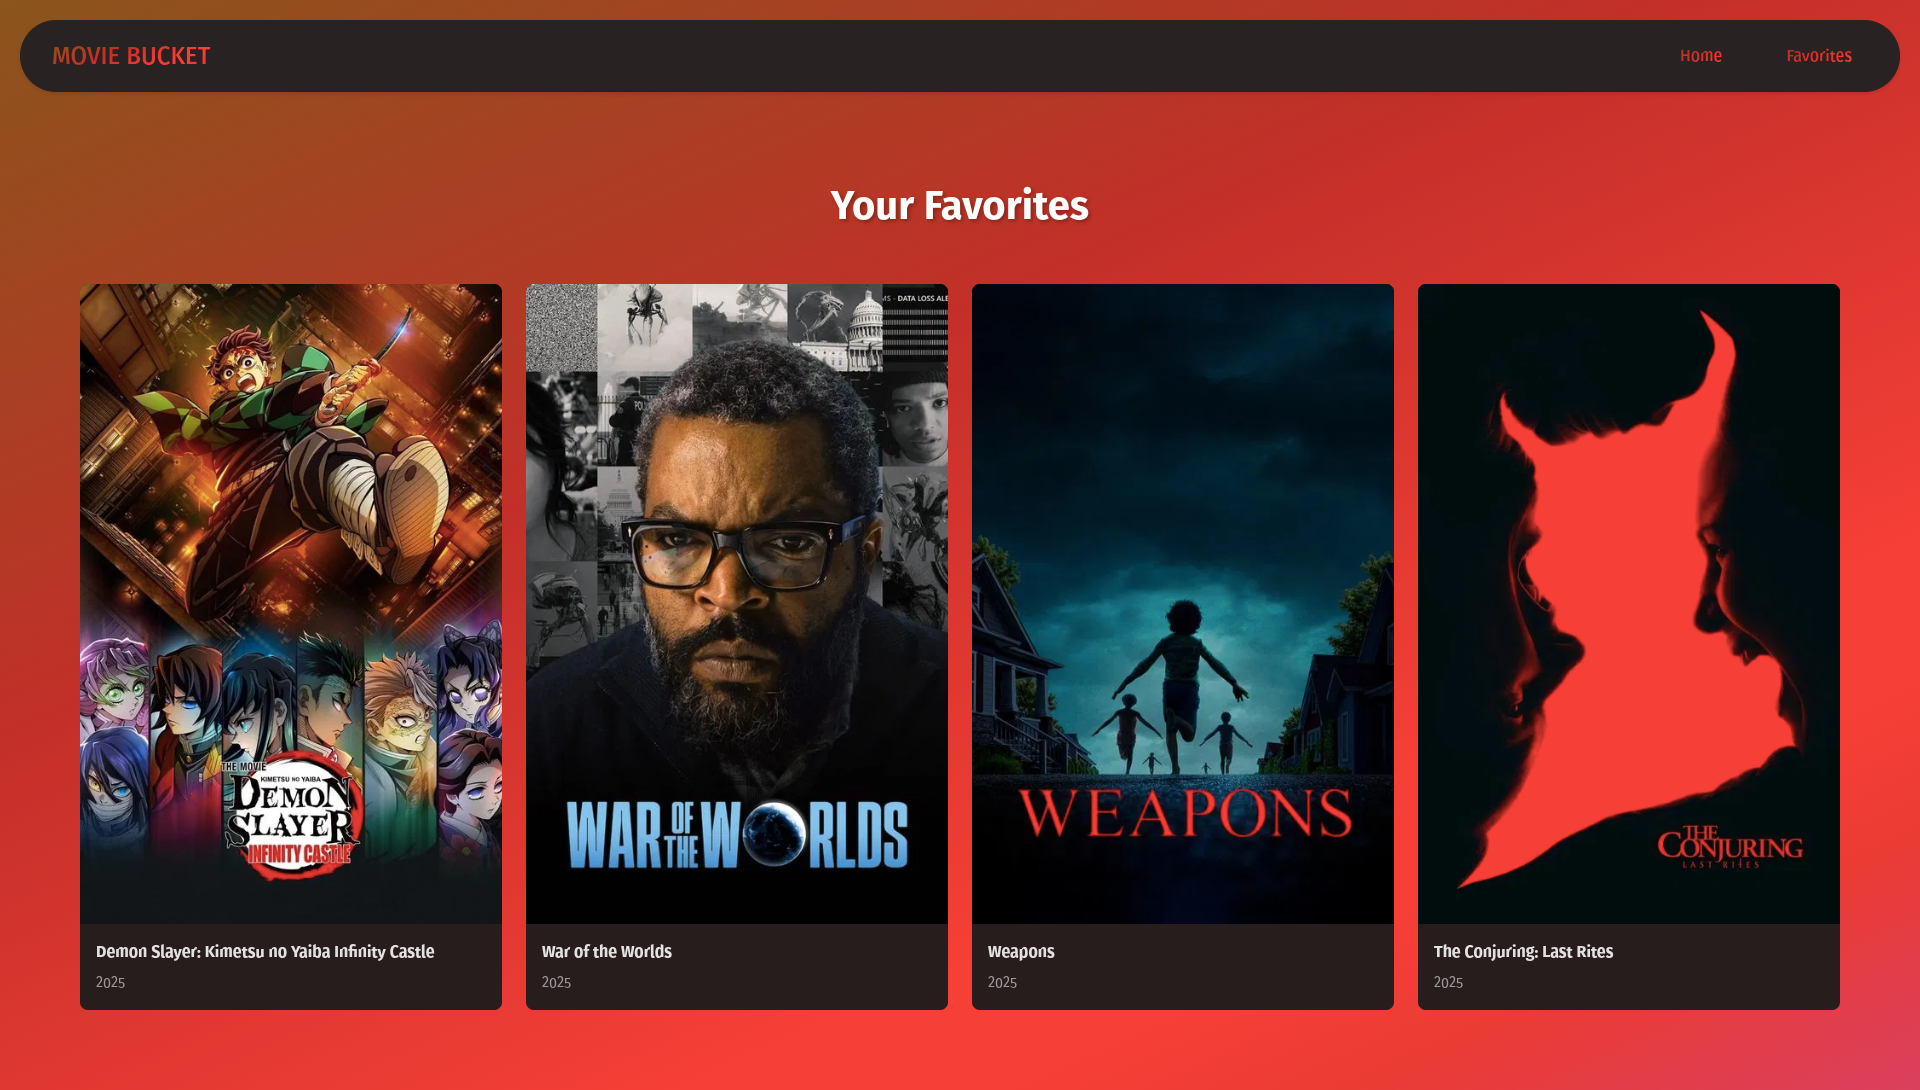 MOVIE BUCKET
Home
Favorites
Your Favorites
THE MOVIE
KIMETSU NO YAIBA
DEMON
SLAYER
INFINITY CASTLE
MS - DATA LOSS ALE
WAR OF THE WORLDS
WEAPONS
THE
CONJURING
LAST RITES
Demon Slayer: Kimetsu no Yaiba Infinity Castle
2025
War of the Worlds
2025
Weapons
2025
The Conjuring: Last Rites
2025